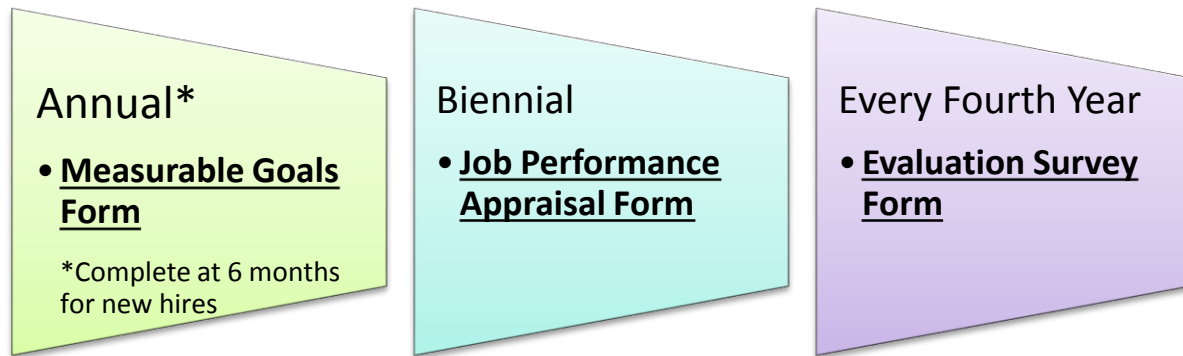 Annual*
• Measurable Goals
Form
*Complete at 6 months
for new hires
Biennial
• Job Performance
Appraisal Form
Every Fourth Year
• Evaluation Survey
Form